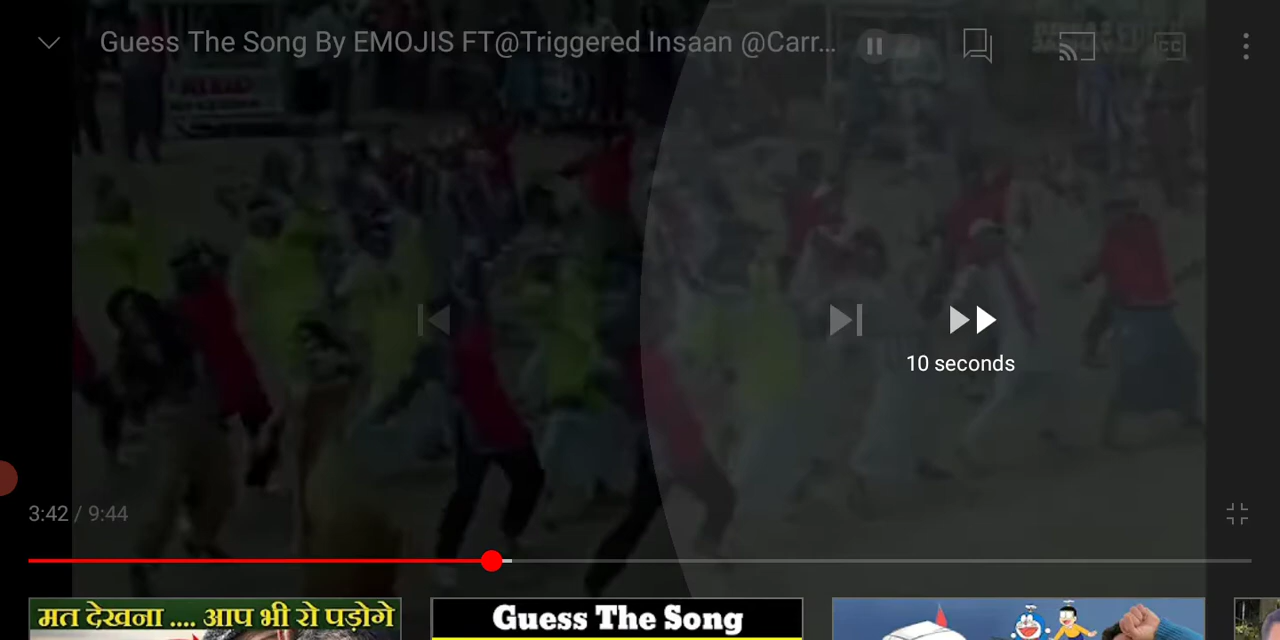 Guess The Song By EMOJIS FT@Triggered Insaan @Carr...
CC
10 seconds
3:42 / 9:44
मत देखना .... आप भी रो पड़ोगे
Guess The Song